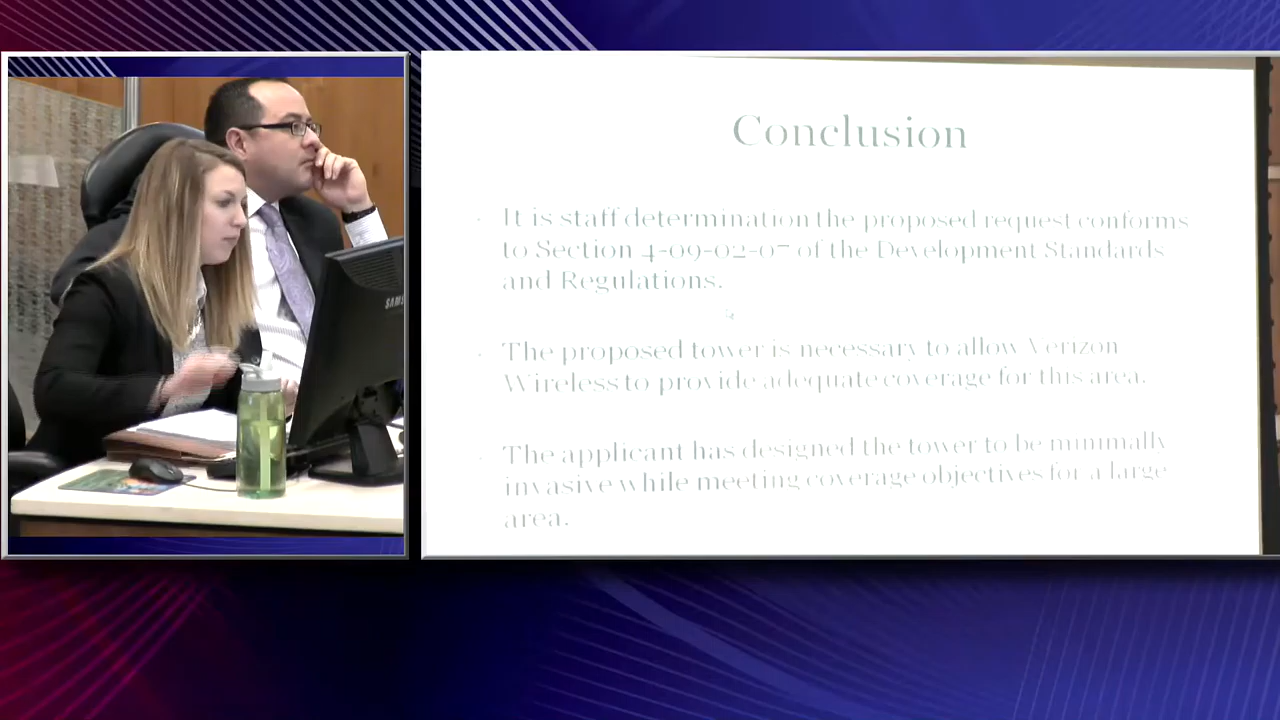 Conclusion
It is staff determination the proposed request conforms
to Section 4-09-02-07 of the Development Standards
and Regulations.
The proposed tower is necessary to allow Verizon
Wireless to provide adequate coverage for this area.
The applicant has designed the tower to be minimally
invasive while meeting coverage objectives for a large
area.
SAMS